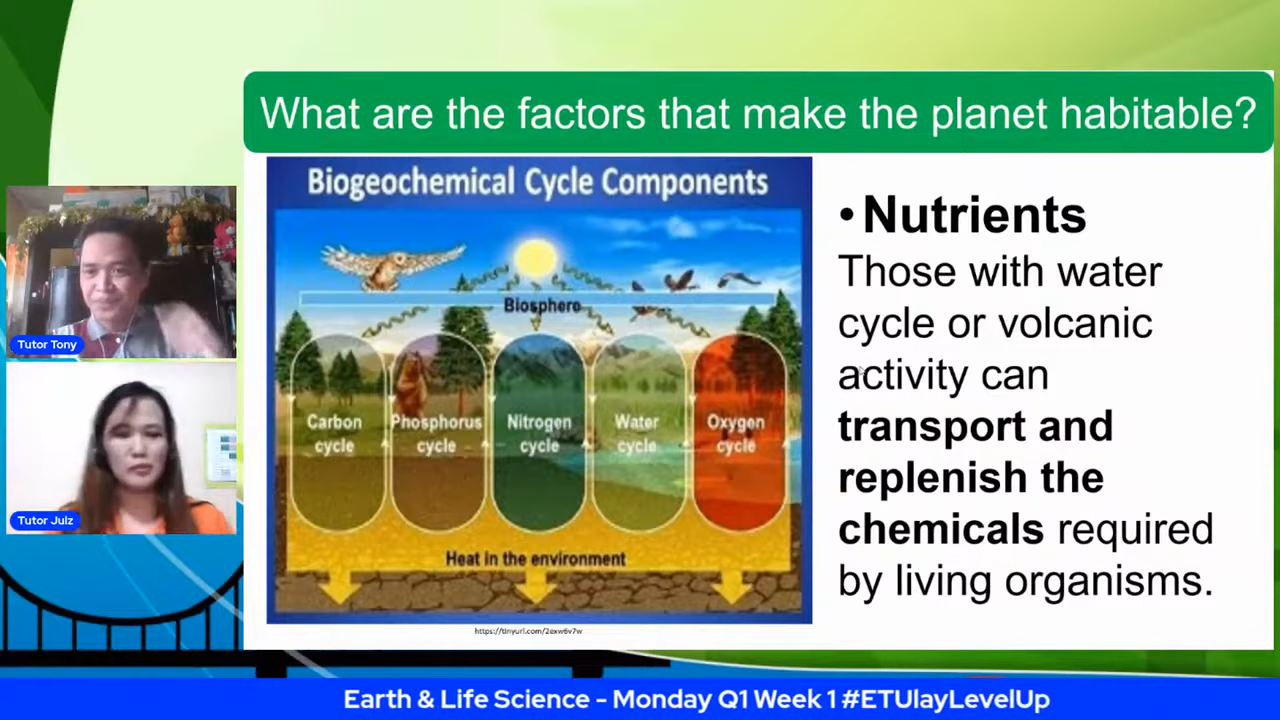 What are the factors that make the planet habitable?
Biogeochemical Cycle Components
Biosphere
Carbon
cycle
Phosphorus
cycle
Nitrogen
cycle
Water
cycle
Oxygen
cycle
Heat in the environment
• Nutrients
Those with water
cycle or volcanic
activity can
transport and
replenish the
chemicals required
by living organisms.
Tutor Tony
Tutor Julz
Earth & Life Science – Monday Q1 Week 1 #ETUlayLevelUp